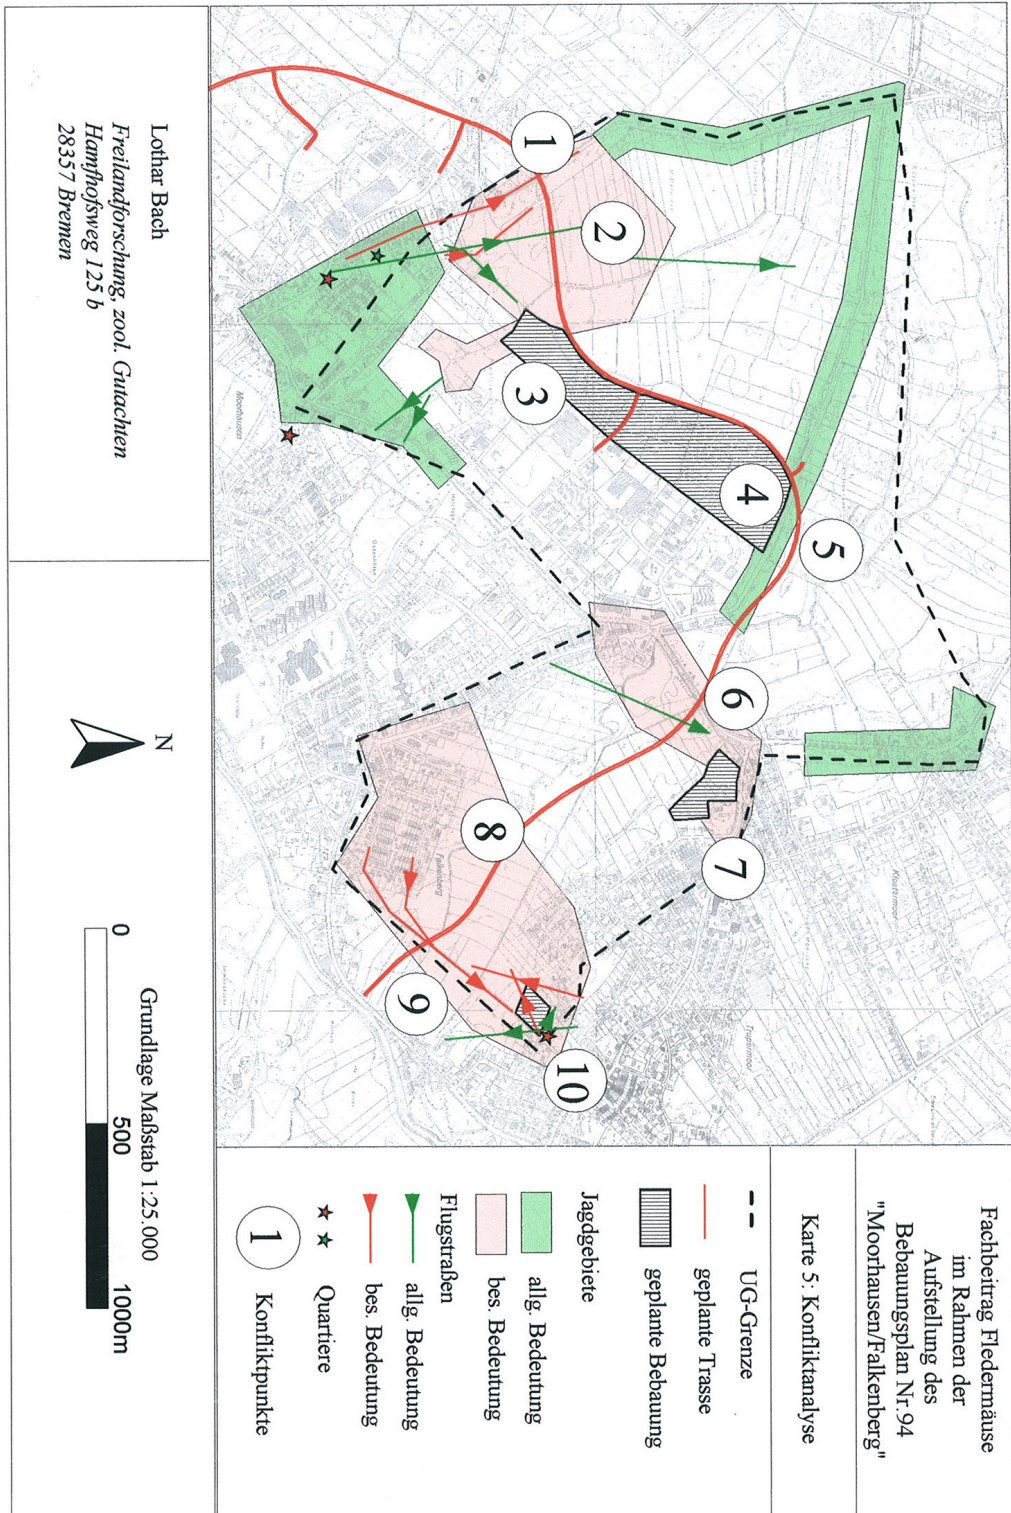 Fachbeitrag Fledermäuse
im Rahmen der
Aufstellung des
Bebauungsplan Nr.94
"Moorhausen/Falkenberg"
Karte 5: Konfliktanalyse
UG-Grenze
geplante Trasse
geplante Bebauung
Jagdgebiete
allg. Bedeutung
bes. Bedeutung
Flugstraßen
allg. Bedeutung
bes. Bedeutung
Quartiere
1
Konfliktpunkte
1
2
3
4
5
6
7
8
9
10
Moorhausen
Falkenberg
Trupermoor
Lothar Bach
Freilandforschung, zool. Gutachten
Hamfhofsweg 125 b
28357 Bremen
N
Grundlage Maßstab 1:25.000
0
500
1000m